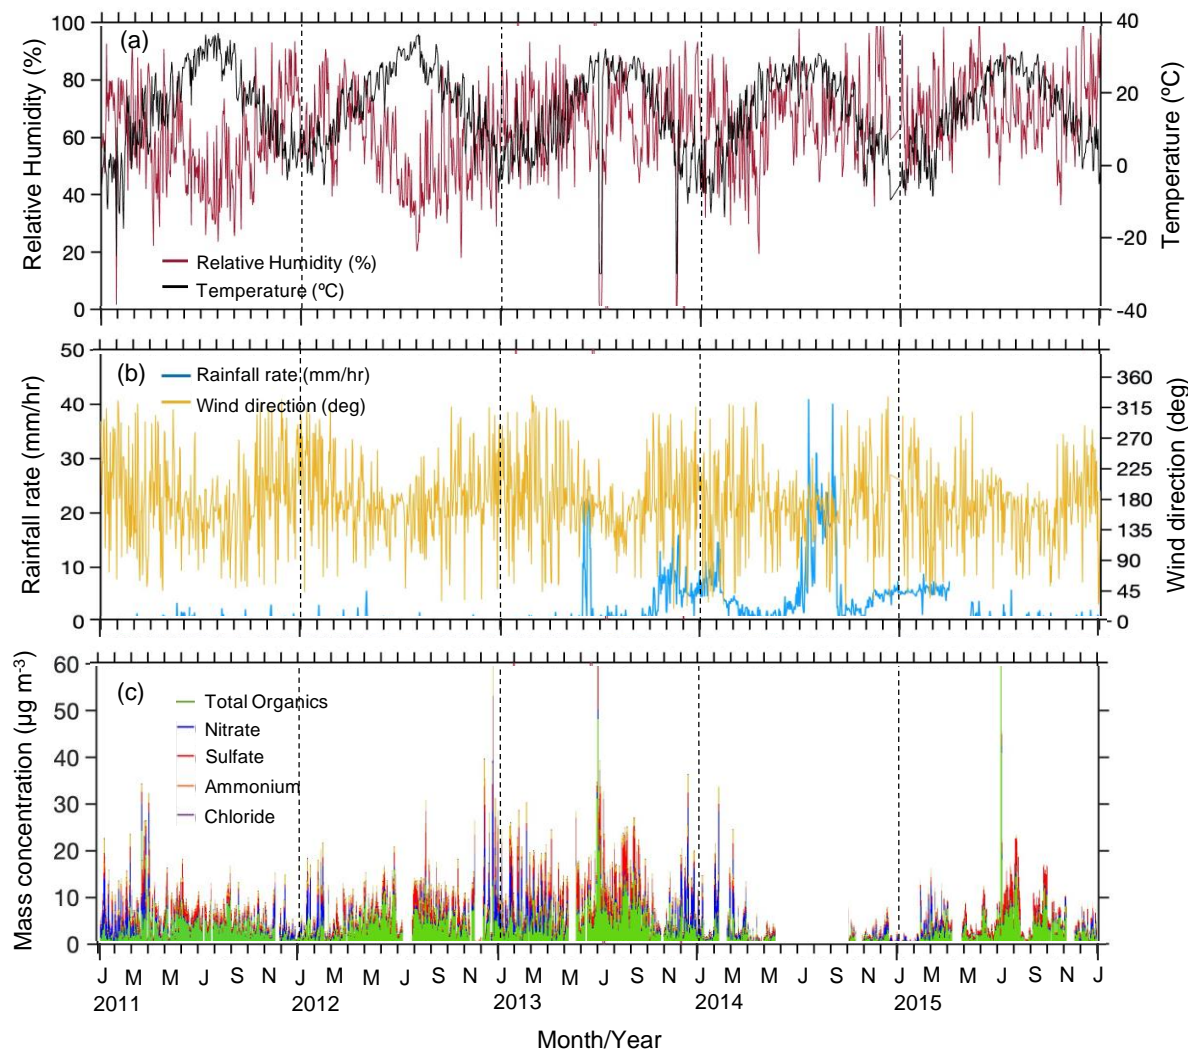 (a)
100
80
60
40
20
0
Relative Humidity (%)
40
20
0
-20
-40
Temperature (ºC)
Relative Humidity (%)
Temperature (ºC)
(b)
50
40
30
20
10
0
Rainfall rate (mm/hr)
360
315
270
225
180
135
90
45
0
Wind direction (deg)
Rainfall rate (mm/hr)
Wind direction (deg)
(c)
60
50
40
30
20
10
0
Mass concentration (µg m-3)
Total Organics
Nitrate
Sulfate
Ammonium
Chloride
J M M J S N J M M J S N J M M J S N J M M J S N J M M J S N J
2011 2012 2013 2014 2015
Month/Year